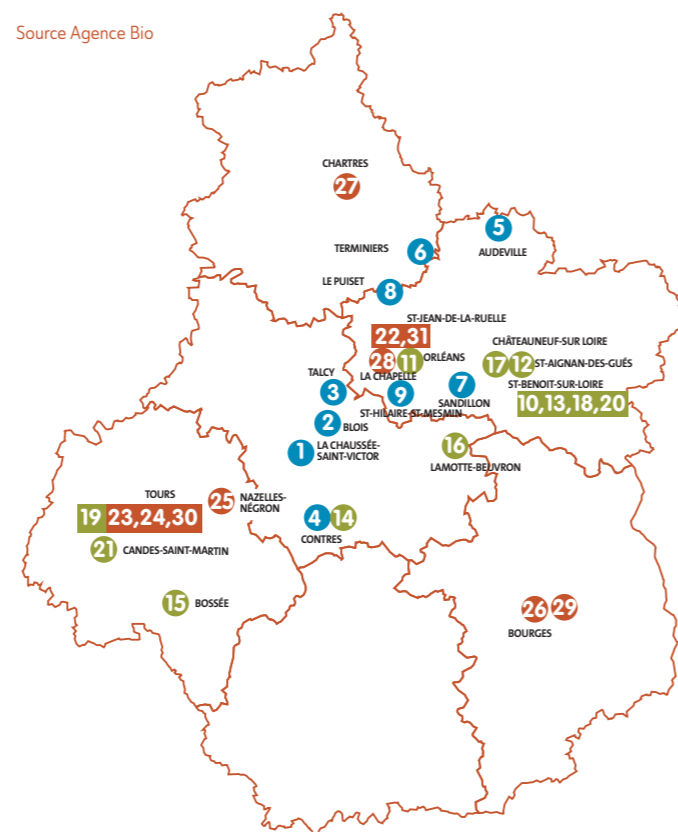 Source Agence Bio
CHARTRES
27
5
AUDEVILLE
TERMINIERS
6
LE PUISET
8
ST-JEAN-DE-LA-RUELLE
22,31
CHÂTEAUNEUF-SUR LOIRE
28
11
ORLÉANS
17
12
ST-AIGNAN-DES-GUÉS
LA CHAPELLE
ST-HILAIRE-ST-MESMIN
9
7
SANDILLON
ST-BENOIT-SUR-LOIRE
10,13,18,20
TALCY
3
2
BLOIS
1
LA CHAUSSÉE-
SAINT-VICTOR
16
LAMOTTE-BEUVRON
TOURS
19
23,24,30
25
NAZELLES-
NÉGRON
4
14
CONTRES
21
CANDES-SAINT-MARTIN
15
BOSSÉE
26
29
BOURGES